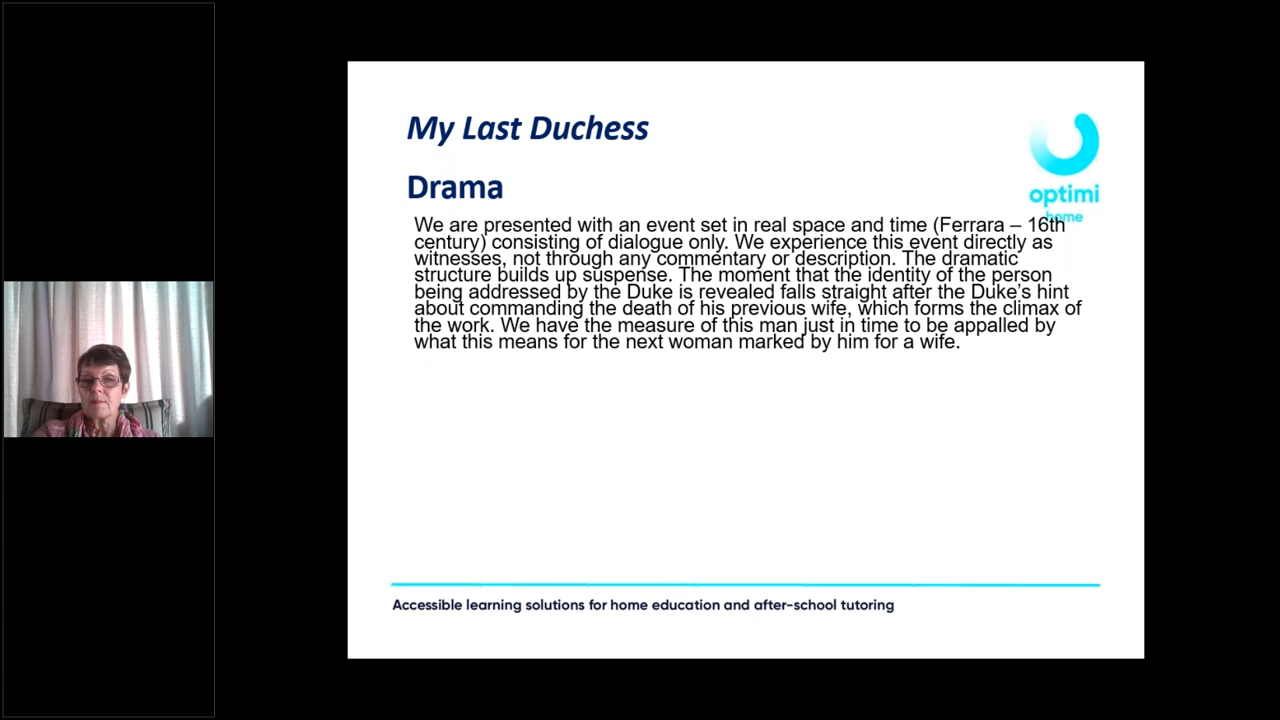 My Last Duchess
Drama
optimi
home
We are presented with an event set in real space and time (Ferrara – 16th
century) consisting of dialogue only. We experience this event directly as
witnesses, not through any commentary or description. The dramatic
structure builds up suspense. The moment that the identity of the person
being addressed by the Duke is revealed falls straight after the Duke’s hint
about commanding the death of his previous wife, which forms the climax of
the work. We have the measure of this man just in time to be appalled by
what this means for the next woman marked by him for a wife.
Accessible learning solutions for home education and after-school tutoring